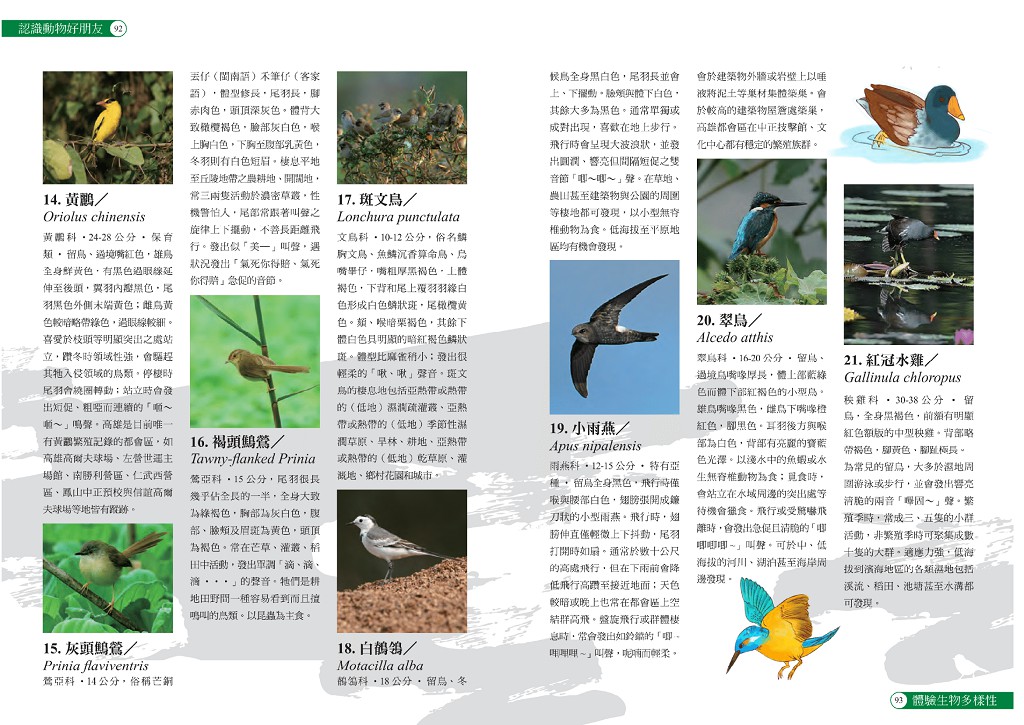 認識動物好朋友 92
14. 黃鸝／
Oriolus chinensis
黃鸝科・24-28 公分・保育
類・留鳥、過境嘴紅色，雄鳥
全身鮮黃色，有黑色過眼線延
伸至後頭，翼羽內靨黑色，尾
羽黑色外側末端黃色；雌鳥黃
色較暗略帶綠色，過眼線較細。
喜愛於枝頭等明顯突出之處站
立，躓冬時領域性強，會驅趕
其牠入侵領域的鳥類。停棲時
尾羽會繞圈轉動；站立時會發
出短促、粗啞而連續的「嘓～
嘓～」鳴聲。高雄是目前唯一
有黃鸝繁殖記錄的都會區，如
高雄高爾夫球場、左營世運主
場館、南勝利營區、仁武西營
區、鳳山中正預校與信誼高爾
夫球場等地皆有蹤跡。
15. 灰頭鷦鶯／
Prinia flaviventris
鶯亞科・14 公分，俗稱芒銅
丟仔（閩南語）禾筆仔（客家
語），體型修長，尾羽長，腳
赤肉色，頭頂深灰色。體背大
致橄欖褐色，臉部灰白色，喉
上胸白色，下胸至腹部乳黃色，
冬羽則有白色短眉。棲息平地
至丘陵地帶之農耕地、開闊地，
常三兩隻活動於濃密草叢，性
機警怕人，尾部常跟著叫聲之
旋律上下擺動，不善長距離飛
行。發出似「美—」叫聲，遇
狀況發出「氣死你得賠、氣死
你得賠」急促的音節。
16. 褐頭鷦鶯／
Tawny-flanked Prinia
鶯亞科・15 公分，尾羽很長
幾乎佔全長的一半，全身大致
為綠褐色，胸部為灰白色，腹
部、臉頰及眉斑為黃色，頭頂
為褐色。常在芒草、灌叢、稻
田中活動，發出單調「滴、滴、
滴・・・」的聲音。牠們是耕
地田野間一種容易看到而且擅
鳴叫的鳥類。以昆蟲為主食。
17. 斑文鳥／
Lonchura punctulata
文鳥科・10-12 公分，俗名鱗
胸文鳥、魚鱗沉香算命鳥、烏
嘴畢仔，嘴粗厚黑褐色，上體
褐色，下背和尾上覆羽羽緣白
色形成白色鱗狀斑，尾橄欖黃
色。頦、喉暗栗褐色，其餘下
體白色具明顯的暗紅褐色鱗狀
斑。體型比麻雀稍小；發出很
輕柔的「啾、啾」聲音。斑文
鳥的棲息地包括亞熱帶或熱帶
的（低地）濕潤疏灌叢、亞熱
帶或熱帶的（低地）季節性濕
潤草原、旱林、耕地、亞熱帶
或熱帶的（低地）乾草原、灌
溉地、鄉村花園和城市。
18. 白鶺鴒／
Motacilla alba
鶺鴒科・18 公分・留鳥、冬
候鳥全身黑白色，尾羽長並會
上、下擺動。臉頰與體下白色，
其餘大多為黑色。通常單獨或
成對出現，喜歡在地上步行。
飛行時會呈現大波浪狀，並發
出圓潤、響亮但間隔短促之雙
音節「唧～唧～」聲。在草地、
農田甚至建築物與公園的周圍
等棲地都可發現，以小型無脊
椎動物為食。低海拔至平原地
區均有機會發現。
19. 小雨燕／
Apus nipalensis
雨燕科・12-15 公分・特有亞
種・留鳥全身黑色，飛行時僅
喉與腰部白色，翅膀張開成鐮
刀狀的小型雨燕。飛行時，翅
膀伸直僅輕微上下抖動，尾羽
打開時如扇。通常於數十公尺
的高處飛行，但在下雨前會降
低飛行高躓至接近地面；天色
較暗或晚上也常在都會區上空
結群高飛。盤旋飛行或群體棲
息時，常會發出如鈴鐺的「唧—
嗶嗶嗶～」叫聲，呢喃而輕柔。
會於建築物外牆或岩壁上以唾
液將泥土等巢材集體築巢。會
於較高的建築物屋簷處築巢，
高雄都會區在中正技擊館、文
化中心都有穩定的繁殖族群。
20. 翠鳥／
Alcedo atthis
翠鳥科・16-20 公分・留鳥、
過境鳥嘴喙厚長，體上部藍綠
色而體下部紅褐色的小型鳥。
雄鳥嘴喙黑色，雌鳥下嘴喙橙
紅色，腳黑色。耳羽後方與喉
部為白色，背部有亮麗的寶藍
色光澤。以淺水中的魚蝦或水
生無脊椎動物為食；覓食時，
會站立在水域周邊的突出處等
待機會獵食。飛行或受驚嚇飛
離時，會發出急促且清脆的「唧
唧唧唧～」叫聲。可於中、低
海拔的河川、湖泊甚至海岸周
邊發現。
21. 紅冠水雞／
Gallinula chloropus
秧雞科・30-38 公分・留
鳥，全身黑褐色，前額有明顯
紅色額版的中型秧雞。背部略
帶褐色，腳黃色，腳趾極長。
為常見的留鳥，大多於濕地周
圍游泳或步行，並會發出響亮
清脆的兩音「嗶固～」聲。繁
殖季時，常成三、五隻的小群
活動，非繁殖季時可聚集成數
十隻的大群。適應力強，低海
拔到濱海地區的各類濕地包括
溪流、稻田、池塘甚至水溝都
可發現。
93 體驗生物多樣性